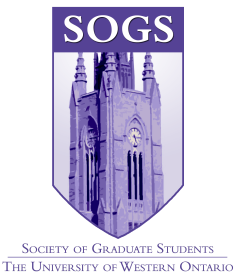 SOGS
SOCIETY OF GRADUATE STUDENTS
THE UNIVERSITY OF WESTERN ONTARIO